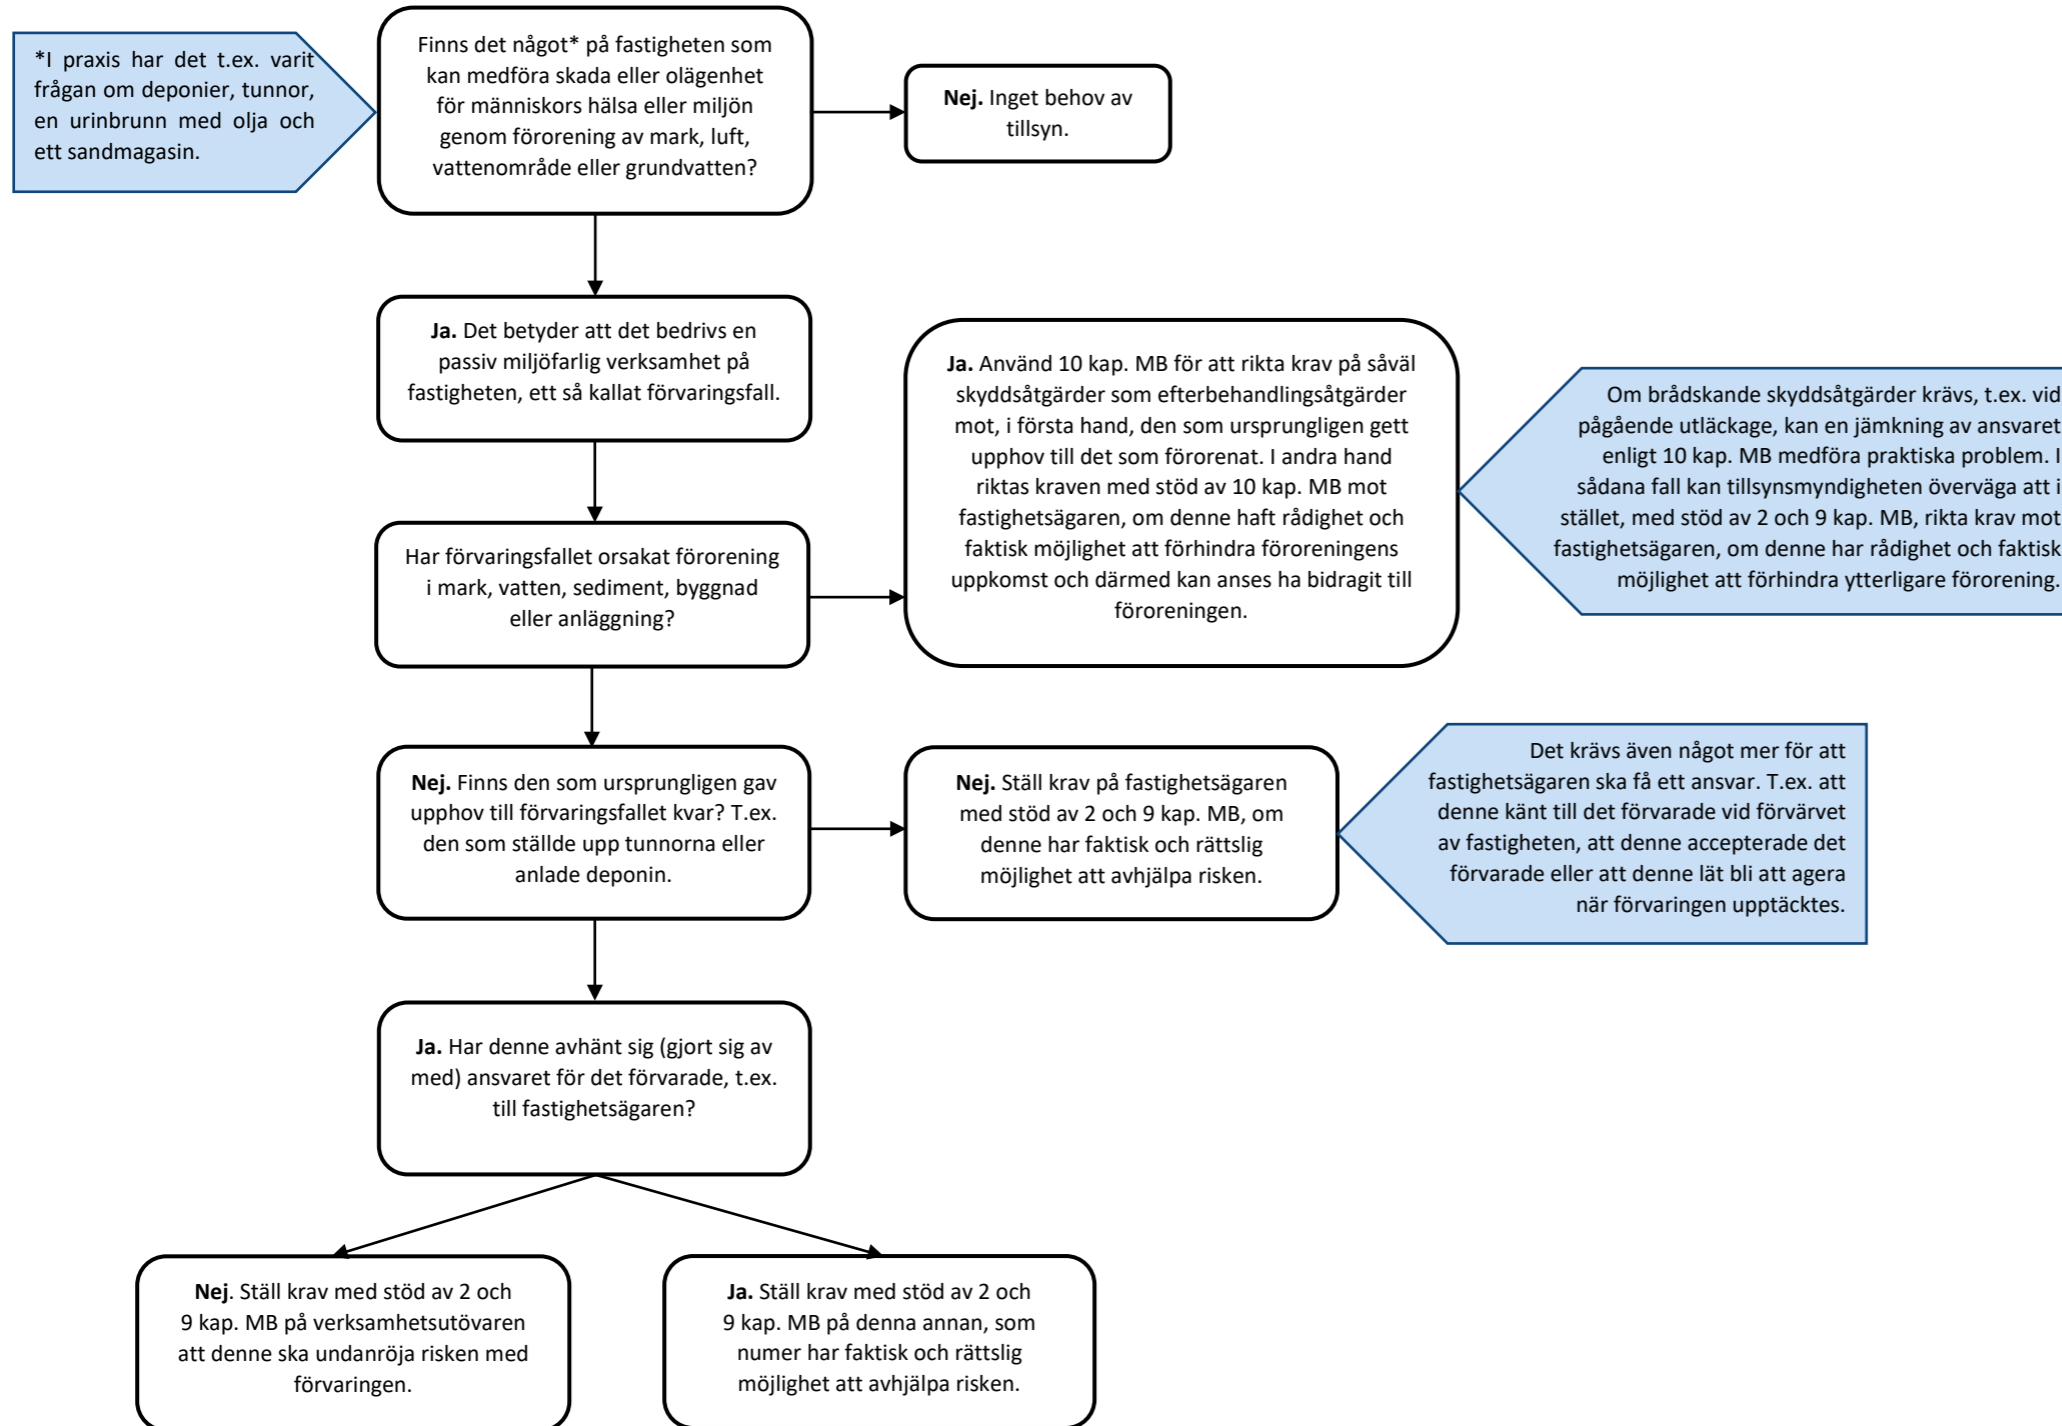 *I praxis har det t.ex. varit
frågan om deponier, tunnor,
en urinbrunn med olja och
ett sandmagasin.
Finns det något* på fastigheten som
kan medföra skada eller olägenhet
för människors hälsa eller miljön
genom förorening av mark, luft,
vattenområde eller grundvatten?
Nej. Inget behov av
tillsyn.
Ja. Det betyder att det bedrivs en
passiv miljöfarlig verksamhet på
fastigheten, ett så kallat förvaringsfall.
Har förvaringsfallet orsakat förorening
i mark, vatten, sediment, byggnad
eller anläggning?
Ja. Använd 10 kap. MB för att rikta krav på såväl
skyddsåtgärder som efterbehandlingsåtgärder
mot, i första hand, den som ursprungligen gett
upphov till det som förorenat. I andra hand
riktas kraven med stöd av 10 kap. MB mot
fastighetsägaren, om denne haft rådighet och
faktisk möjlighet att förhindra föroreningens
uppkomst och därmed kan anses ha bidragit till
föroreningen.
Om brådskande skyddsåtgärder krävs, t.ex. vid
pågående utläckage, kan en jämkning av ansvaret
enligt 10 kap. MB medföra praktiska problem. I
sådana fall kan tillsynsmyndigheten överväga att i
stället, med stöd av 2 och 9 kap. MB, rikta krav mot
fastighetsägaren, om denne har rådighet och faktisk
möjlighet att förhindra ytterligare förorening.
Nej. Finns den som ursprungligen gav
upphov till förvaringsfallet kvar? T.ex.
den som ställde upp tunnorna eller
anlade deponin.
Nej. Ställ krav på fastighetsägaren
med stöd av 2 och 9 kap. MB, om
denne har faktisk och rättslig
möjlighet att avhjälpa risken.
Det krävs även något mer för att
fastighetsägaren ska få ett ansvar. T.ex. att
denne känt till det förvarade vid förvärvet
av fastigheten, att denne accepterade det
förvarade eller att denne lät bli att agera
när förvaringen upptäcktes.
Ja. Har denne avhänt sig (gjort sig av
med) ansvaret för det förvarade, t.ex.
till fastighetsägaren?
Nej. Ställ krav med stöd av 2 och
9 kap. MB på verksamhetsutövaren
att denne ska undanröja risken med
förvaringen.
Ja. Ställ krav med stöd av 2 och
9 kap. MB på denna annan, som
numer har faktisk och rättslig
möjlighet att avhjälpa risken.